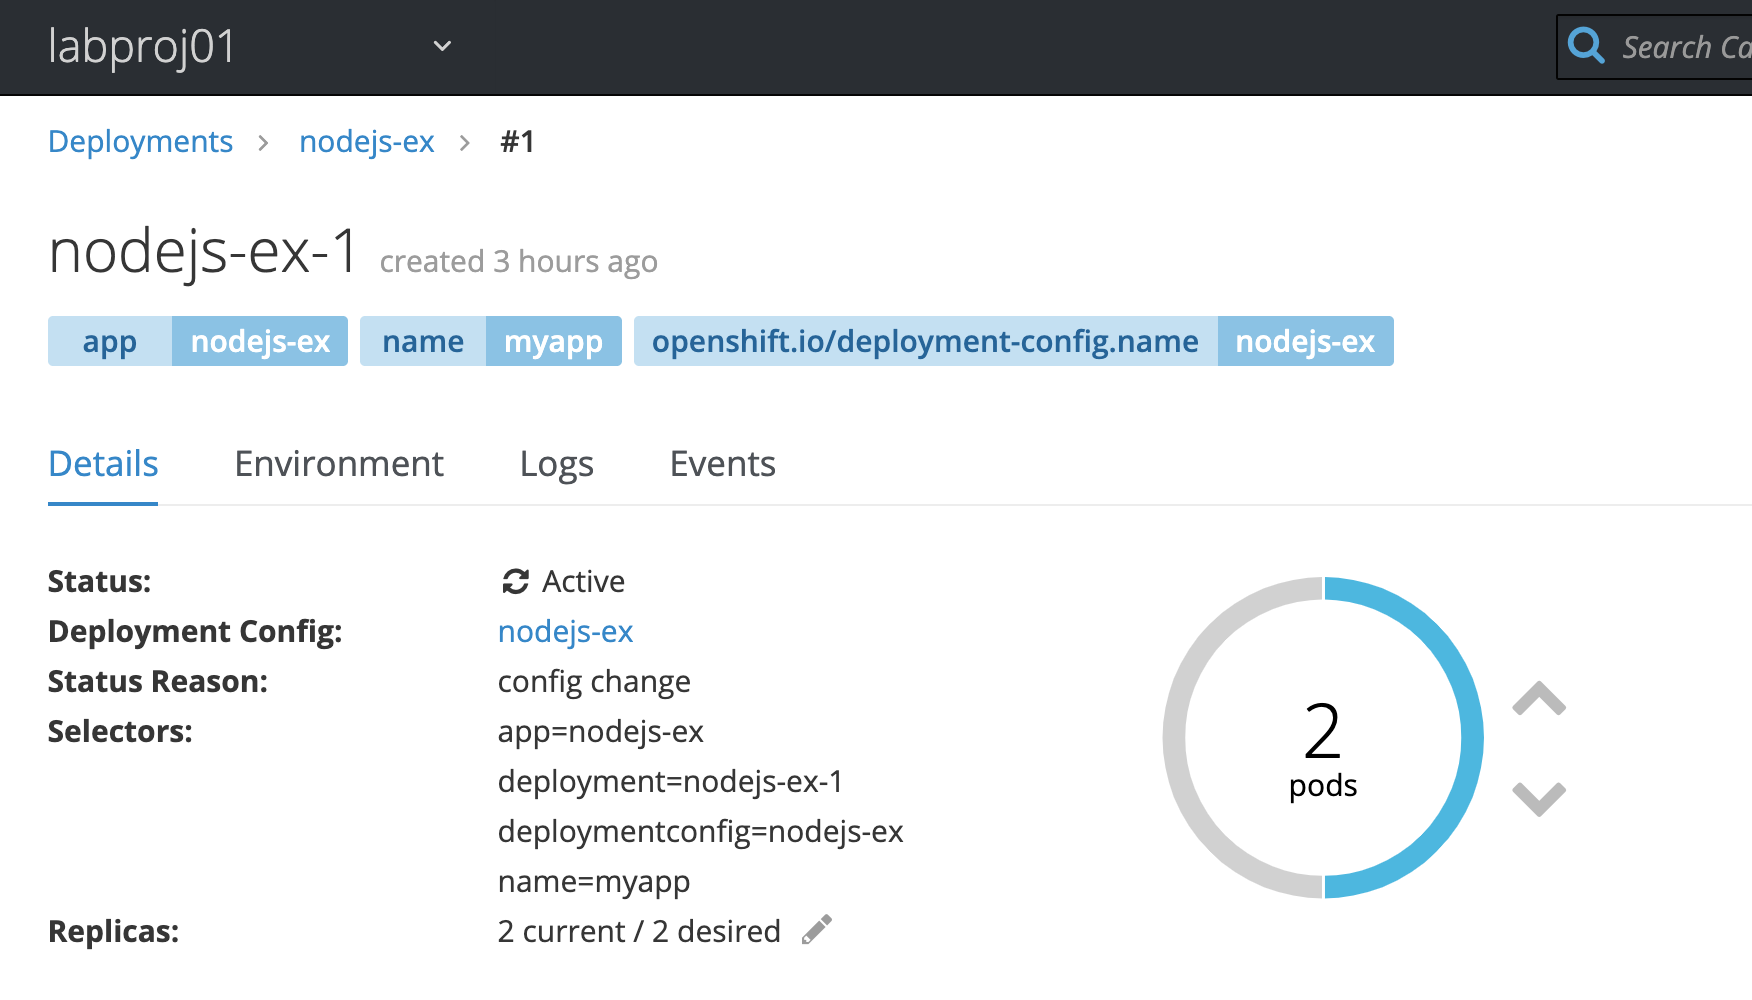 labproj01
Search Ca
Deployments > nodejs-ex > #1
nodejs-ex-1 created 3 hours ago
app nodejs-ex name myapp openshift.io/deployment-config.name nodejs-ex
Details Environment Logs Events
Status: Active
Deployment Config: nodejs-ex
Status Reason: config change
Selectors: app=nodejs-ex
deployment=nodejs-ex-1
deploymentconfig=nodejs-ex
name=myapp
Replicas: 2 current / 2 desired
2
pods